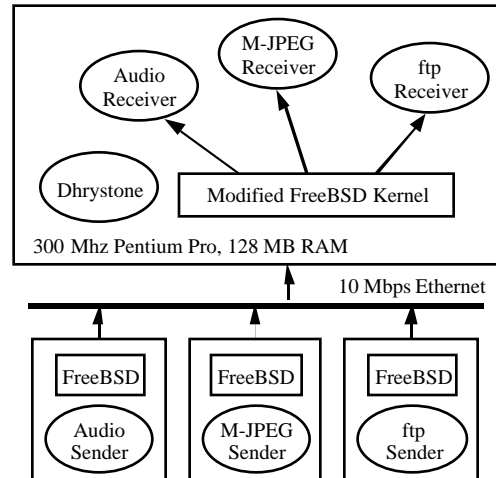 M-JPEG
Receiver
Audio
Receiver
ftp
Receiver
Dhrystone
Modified FreeBSD Kernel
300 Mhz Pentium Pro, 128 MB RAM
10 Mbps Ethernet
FreeBSD
FreeBSD
FreeBSD
Audio
Sender
M-JPEG
Sender
ftp
Sender